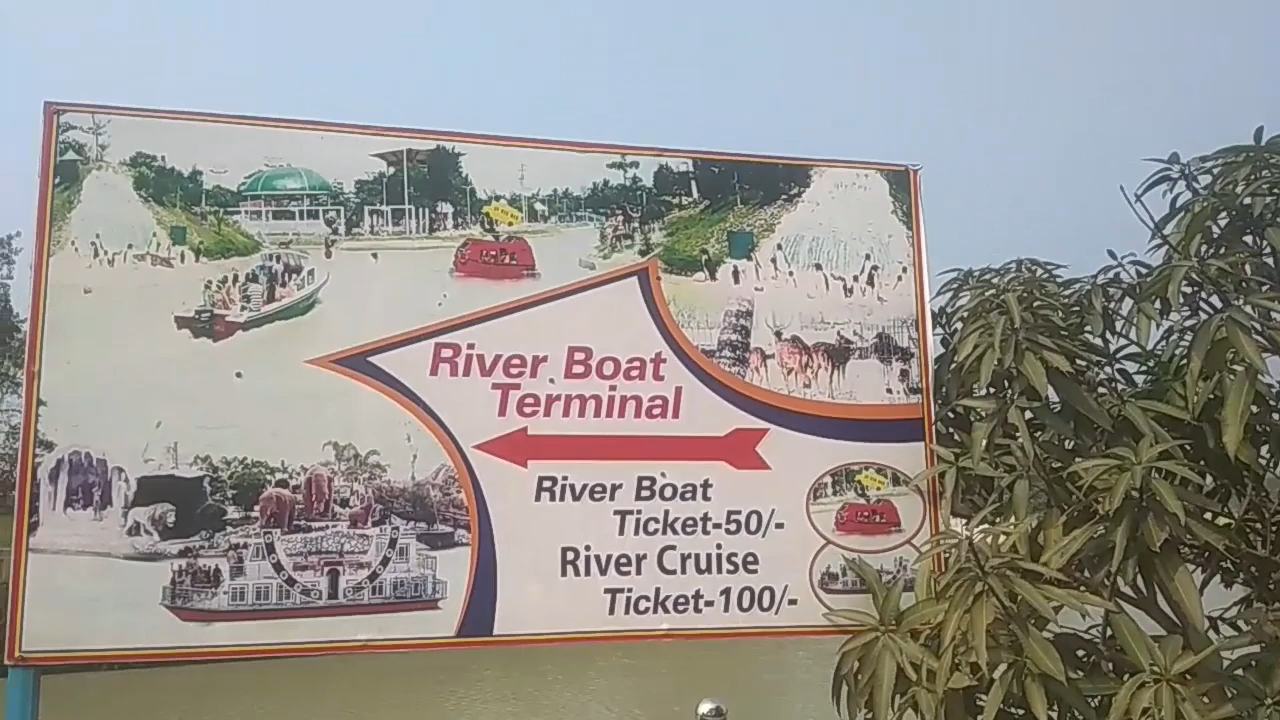 River Boat
Terminal
River Boat
Ticket-50/-
River Cruise
Ticket-100/-